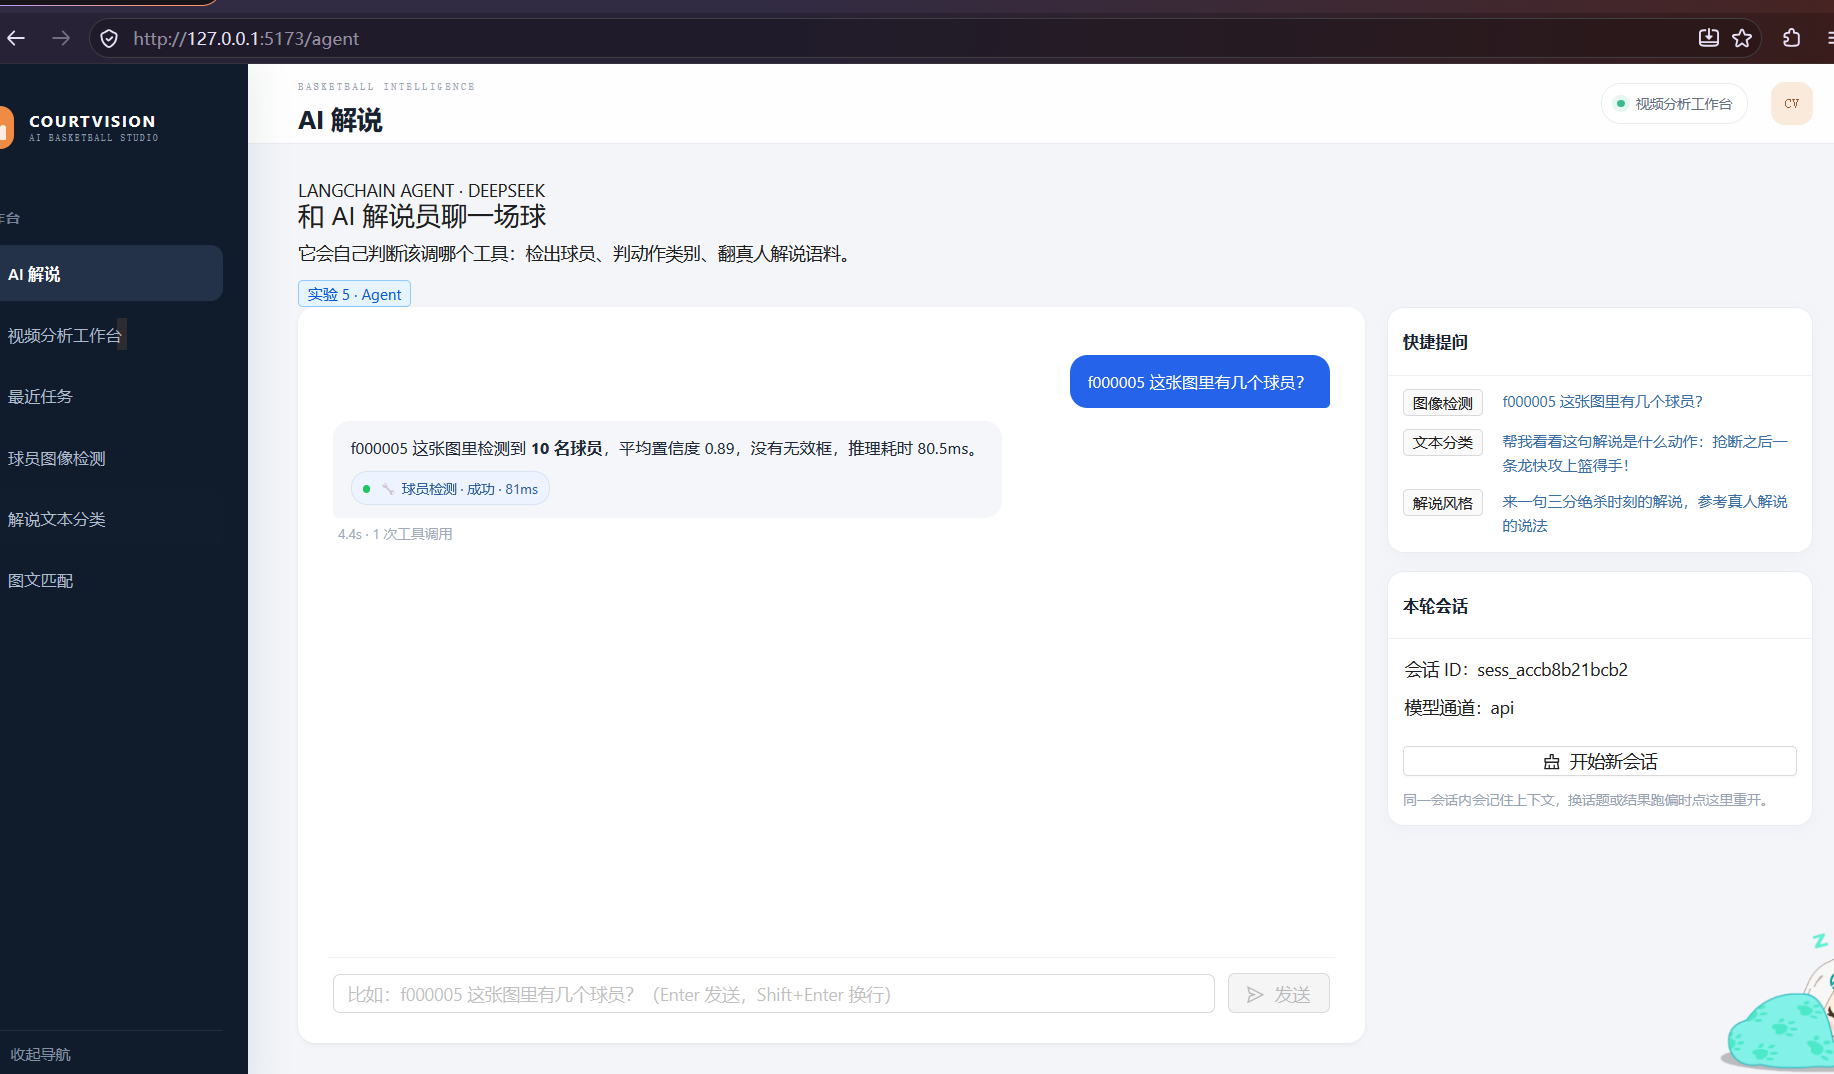 http://127.0.0.1:5173/agent
COURTVISION
AI BASKETBALL STUDIO
作台
AI 解说
视频分析工作台
最近任务
球员图像检测
解说文本分类
图文匹配
收起导航
BASKETBALL INTELLIGENCE
AI 解说
视频分析工作台
CV
LANGCHAIN AGENT · DEEPSEEK
和 AI 解说员聊一场球
它会自己判断该调哪个工具：检出球员、判动作类别、翻真人解说语料。
实验 5 · Agent
f000005 这张图里有几个球员？
f000005 这张图里检测到 10 名球员，平均置信度 0.89，没有无效框，推理耗时 80.5ms。
球员检测 · 成功 · 81ms
4.4s · 1 次工具调用
比如：f000005 这张图里有几个球员？（Enter 发送，Shift+Enter 换行）
发送
快捷提问
图像检测
f000005 这张图里有几个球员？
文本分类
帮我看看这句解说是什么动作：抢断之后一
条龙快攻上篮得手！
解说风格
来一句三分绝杀时刻的解说，参考真人解说
的说法
本轮会话
会话 ID：sess_accb8b21bcb2
模型通道：api
开始新会话
同一会话内会记住上下文，换话题或结果跑偏时点这里重开。
Z